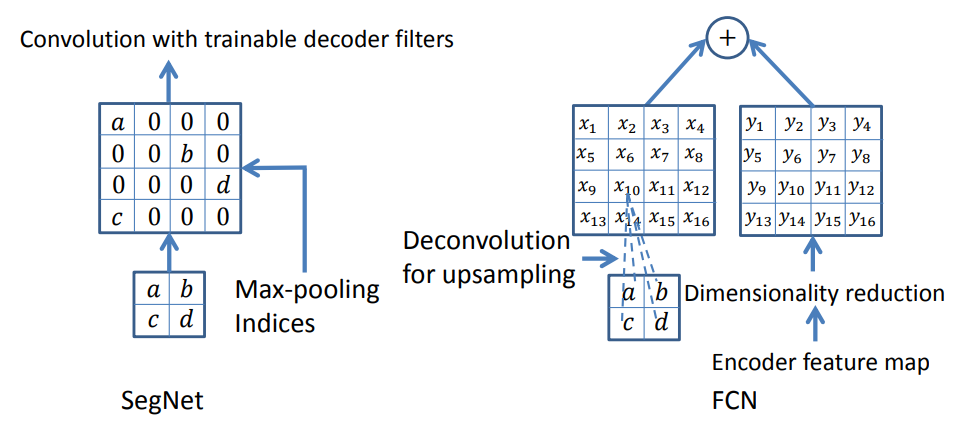 Convolution with trainable decoder filters
a 0 0 0
0 0 b 0
0 0 0 d
c 0 0 0
a b
c d
Max-pooling
Indices
SegNet
+
x₁ x₂ x₃ x₄
x₅ x₆ x₇ x₈
x₉ x₁₀ x₁₁ x₁₂
x₁₃ x₁₄ x₁₅ x₁₆
y₁ y₂ y₃ y₄
y₅ y₆ y₇ y₈
y₉ y₁₀ y₁₁ y₁₂
y₁₃ y₁₄ y₁₅ y₁₆
Deconvolution
for upsampling
a b
c d
Dimensionality reduction
Encoder feature map
FCN